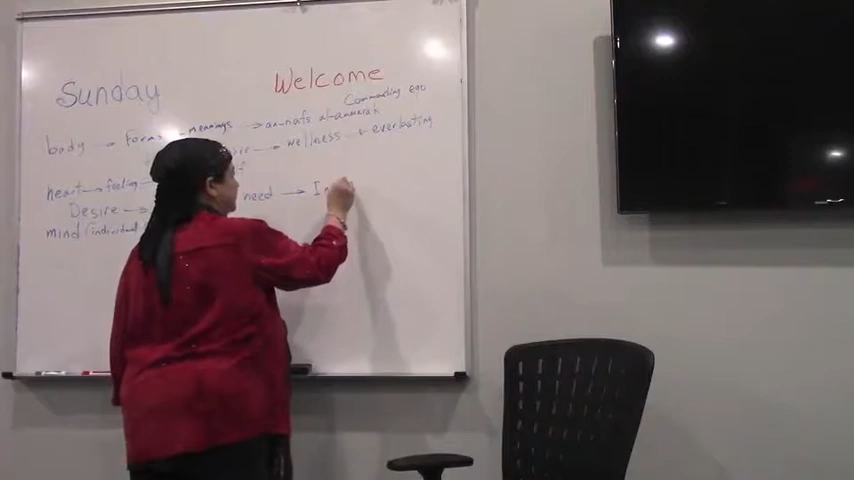 Sunday
Welcome
Commanding ego
body → Forms meanings → an-nafs al-ammarah
→ wellness → everlasting
heart → feeling
need → I
Desire →
mind (individual